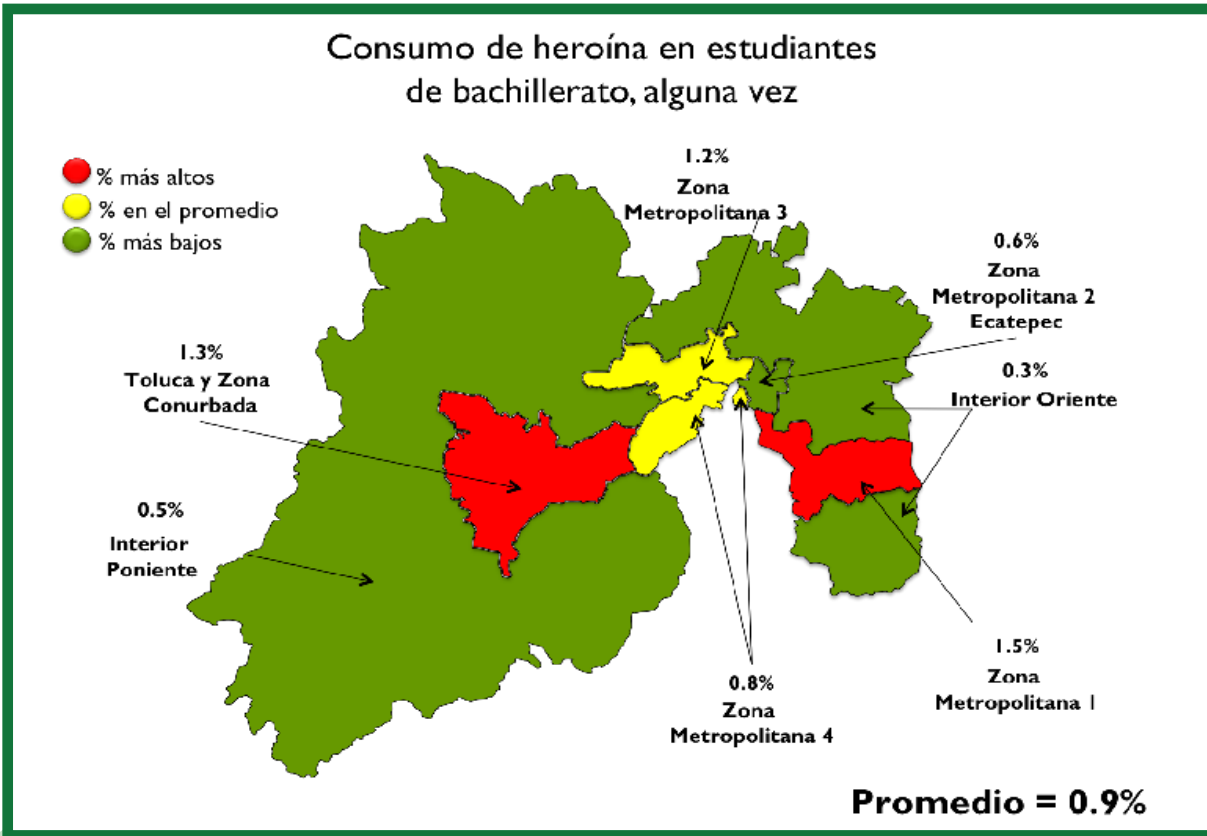 Consumo de heroína en estudiantes
de bachillerato, alguna vez
% más altos
% en el promedio
% más bajos
1.2%
Zona
Metropolitana 3
0.6%
Zona
Metropolitana 2
Ecatepec
1.3%
Toluca y Zona
Conurbada
0.3%
Interior Oriente
0.5%
Interior
Poniente
1.5%
Zona
Metropolitana 1
0.8%
Zona
Metropolitana 4
Promedio = 0.9%